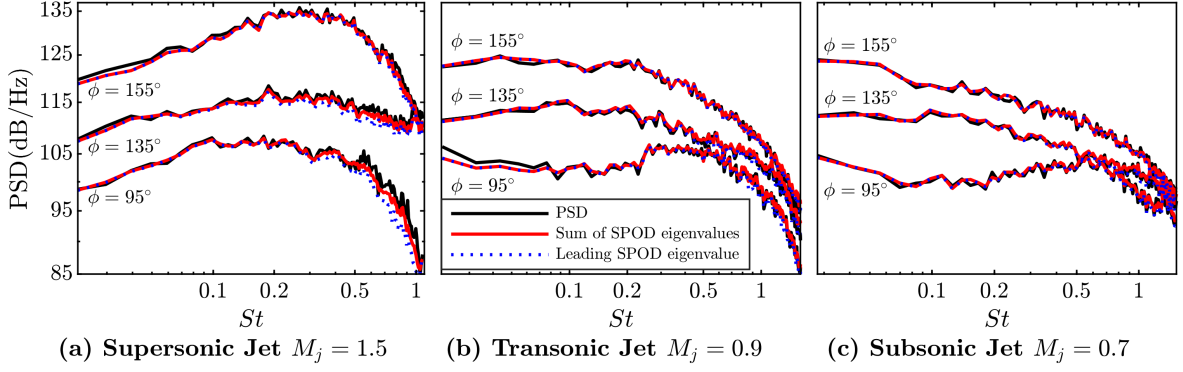 PSD(dB/Hz)
135
125
115
105
95
85
ϕ = 155°
ϕ = 135°
ϕ = 95°
0.1 0.2 0.5 1
St
(a) Supersonic Jet M_j = 1.5
ϕ = 155°
ϕ = 135°
ϕ = 95°
PSD
Sum of SPOD eigenvalues
Leading SPOD eigenvalue
0.1 0.2 0.5 1
St
(b) Transonic Jet M_j = 0.9
ϕ = 155°
ϕ = 135°
ϕ = 95°
0.1 0.2 0.5 1
St
(c) Subsonic Jet M_j = 0.7